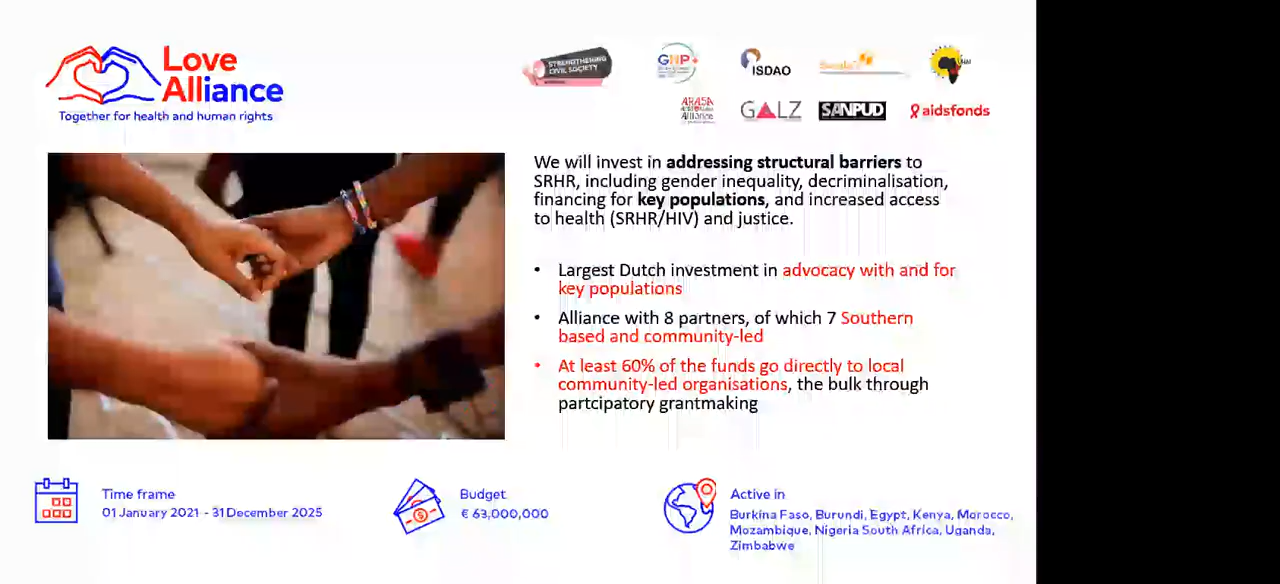 Love
Alliance
Together for health and human rights
STRENGTHENING
CIVIL SOCIETY
GNP+
ISDAO
ARASA
Alliance
GALZ
SANPUD
aidsfonds
We will invest in addressing structural barriers to
SRHR, including gender inequality, decriminalisation,
financing for key populations, and increased access
to health (SRHR/HIV) and justice.
• Largest Dutch investment in advocacy with and for
key populations
• Alliance with 8 partners, of which 7 Southern
based and community-led
• At least 60% of the funds go directly to local
community-led organisations, the bulk through
partcipatory grantmaking
Time frame
01 January 2021 - 31 December 2025
Budget
€ 63,000,000
Active in
Burkina Faso, Burundi, Egypt, Kenya, Morocco,
Mozambique, Nigeria South Africa, Uganda,
Zimbabwe